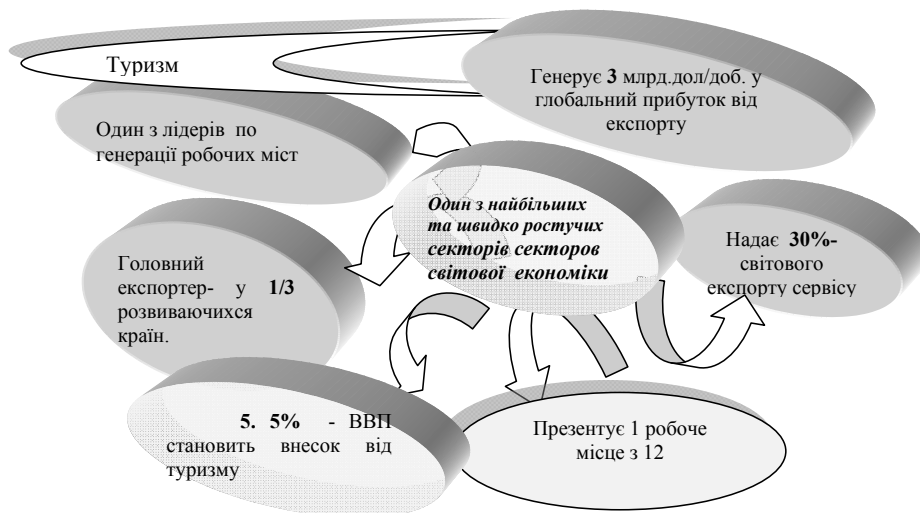 Туризм
Генерує 3 млрд.дол/доб. у
глобальний прибуток від
експорту
Один з лідерів по
генерації робочих міст
Один з найбільших
та швидко ростучих
секторів секторов
світової економіки
Надає 30%-
світового
експорту сервісу
Головний
експортер- у 1/3
розвиваючихся
країн.
5. 5% - ВВП
становить внесок від
туризму
Презентує 1 робоче
місце з 12